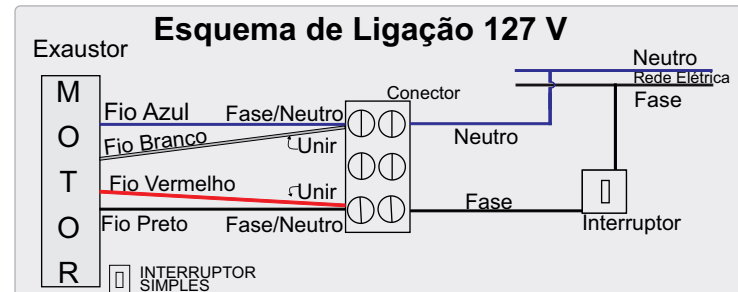 Esquema de Ligação 127 V
Exaustor
M
O
T
O
R
Fio Azul
Fase/Neutro
Fio Branco
Unir
Fio Vermelho
Unir
Fio Preto
Fase/Neutro
Conector
Neutro
Fase
Neutro
Rede Elétrica
Fase
Interruptor
INTERRUPTOR
SIMPLES